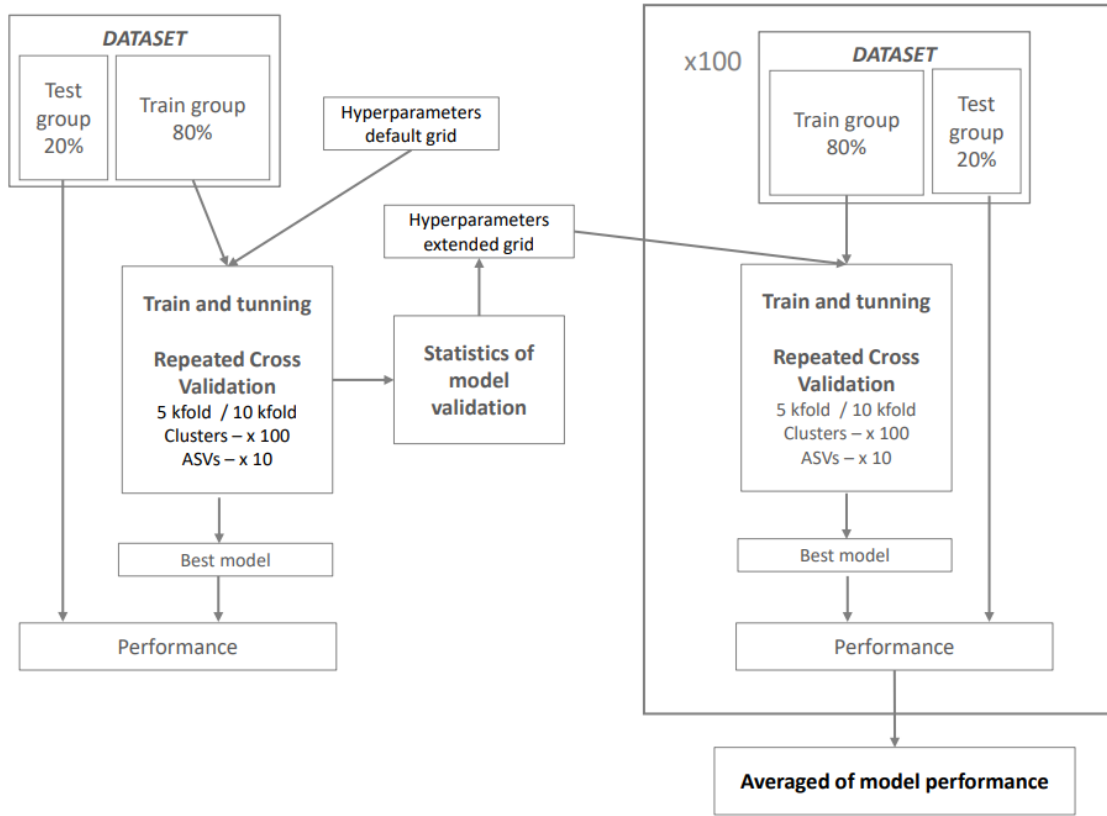 DATASET
Test
group
20%
Train group
80%
Hyperparameters
default grid
Hyperparameters
extended grid
Train and tunning
Repeated Cross
Validation
5 kfold / 10 kfold
Clusters – x 100
ASVs – x 10
Statistics of
model
validation
Best model
Performance
x100
DATASET
Train group
80%
Test
group
20%
Train and tunning
Repeated Cross
Validation
5 kfold / 10 kfold
Clusters – x 100
ASVs – x 10
Best model
Performance
Averaged of model performance